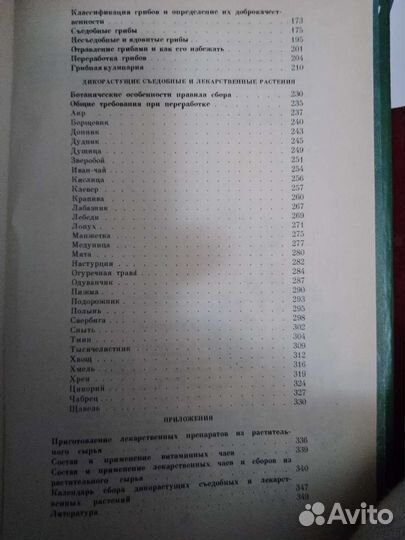 Классификация грибов и определение их доброкачест-
венности 173
Съедобные грибы 175
Несъедобные и ядовитые грибы 195
Отравление грибами и как его избежать 201
Переработка грибов 204
Грибная кулинария 210
ДИКОРАСТУЩИЕ СЪЕДОБНЫЕ И ЛЕКАРСТВЕННЫЕ РАСТЕНИЯ
Ботанические особенности правила сбора 230
Общие требования при переработке 235
Аир 237
Борщевик 240
Донник 243
Дудник 245
Душица 249
Зверобой 251
Иван-чай 254
Кислица 256
Клевер 257
Крапива 260
Лабазник 267
Лебеди 269
Лопух 271
Манжетка 275
Медуница 277
Мята 280
Настурции 282
Огуречная трава 284
Одуванчик 287
Пижма 290
Подорожник 293
Полынь 295
Свербига 298
Сныть 302
Тмин 304
Тысячелистник 309
Хвощ 312
Хмель 316
Хрен 319
Цикорий 324
Чабрец 327
Щавель 330
ПРИЛОЖЕНИЯ
Приготовление лекарственных препаратов из раститель-
ного сырья 336
Состав и применение витаминных чаев 339
Состав и применение лекарственных чаев и сборов из
растительного сырья 340
Календарь сбора дикорастущих съедобных и лекарст-
венных растений 347
Литература 349
Avito